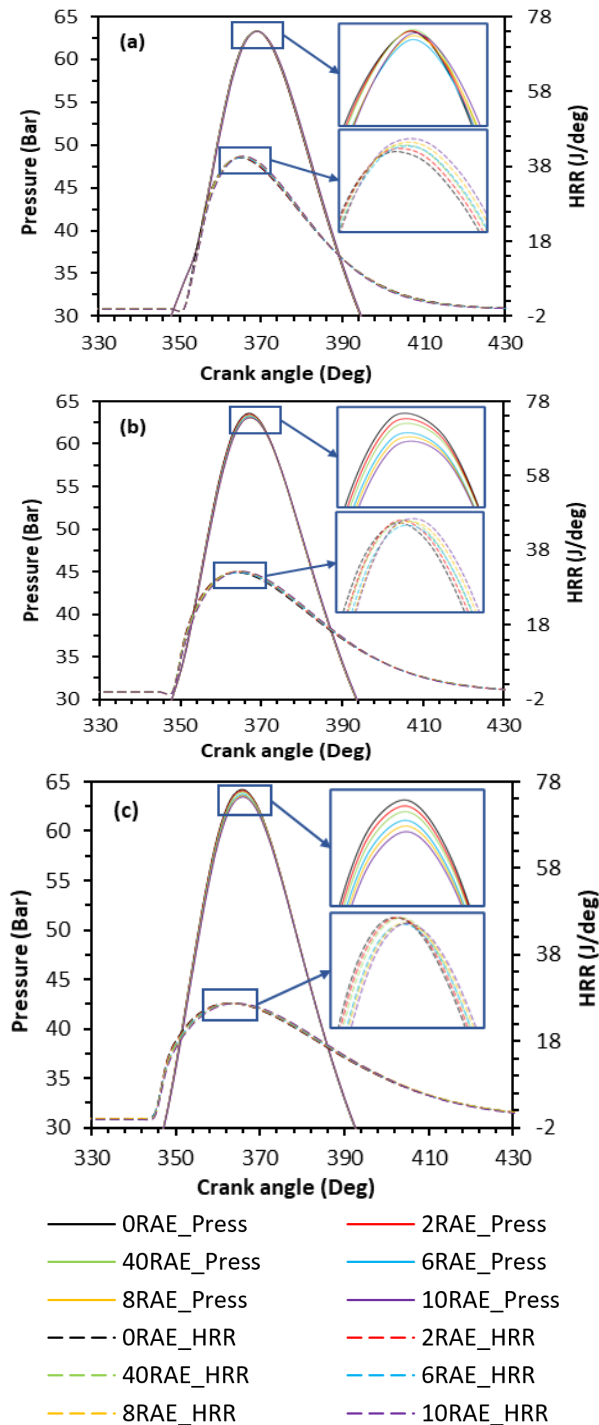 (a)
65
60
55
50
45
40
35
30
Pressure (Bar)
78
58
38
18
-2
HRR (J/deg)
330 350 370 390 410 430
Crank angle (Deg)
(b)
65
60
55
50
45
40
35
30
Pressure (Bar)
78
58
38
18
-2
HRR (J/deg)
330 350 370 390 410 430
Crank angle (Deg)
(c)
65
60
55
50
45
40
35
30
Pressure (Bar)
78
58
38
18
-2
HRR (J/deg)
330 350 370 390 410 430
Crank angle (Deg)
0RAE_Press 2RAE_Press
40RAE_Press 6RAE_Press
8RAE_Press 10RAE_Press
0RAE_HRR 2RAE_HRR
40RAE_HRR 6RAE_HRR
8RAE_HRR 10RAE_HRR